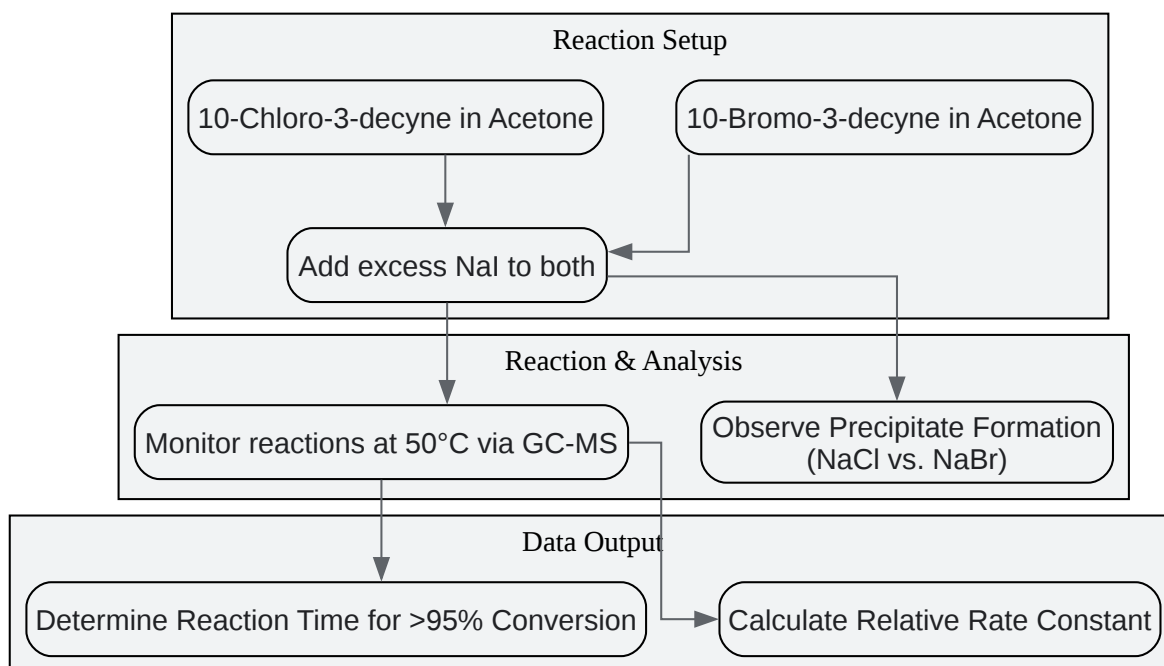 Reaction Setup
10-Chloro-3-decyne in Acetone
10-Bromo-3-decyne in Acetone
Add excess NaI to both
Reaction & Analysis
Monitor reactions at 50°C via GC-MS
Observe Precipitate Formation
(NaCl vs. NaBr)
Data Output
Determine Reaction Time for >95% Conversion
Calculate Relative Rate Constant